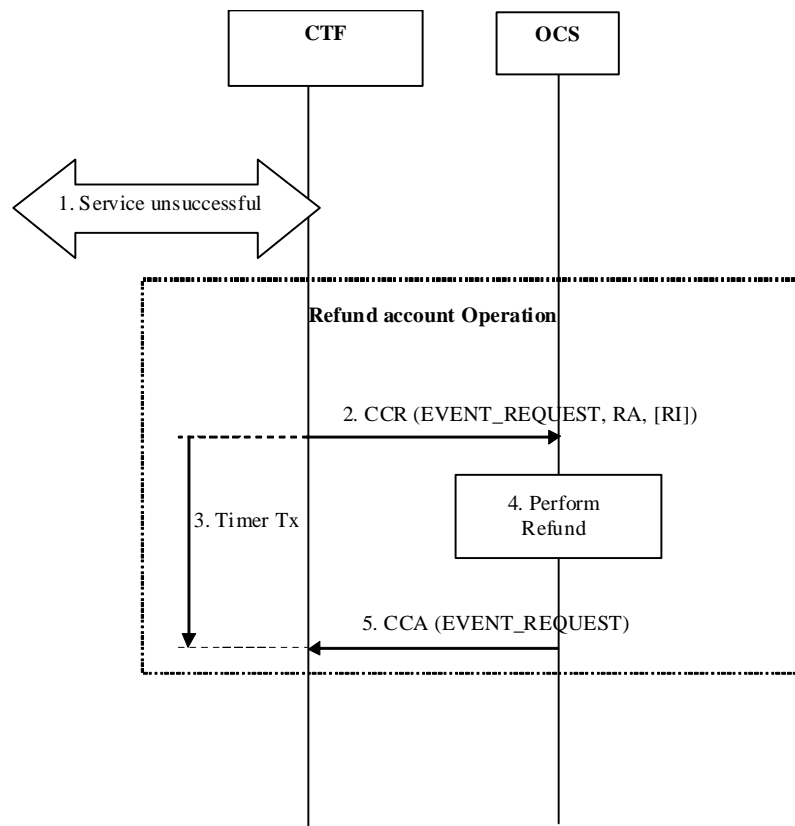 CTF
OCS
1. Service unsuccessful
Refund account Operation
2. CCR (EVENT_REQUEST, RA, [RI])
3. Timer Tx
4. Perform
Refund
5. CCA (EVENT_REQUEST)